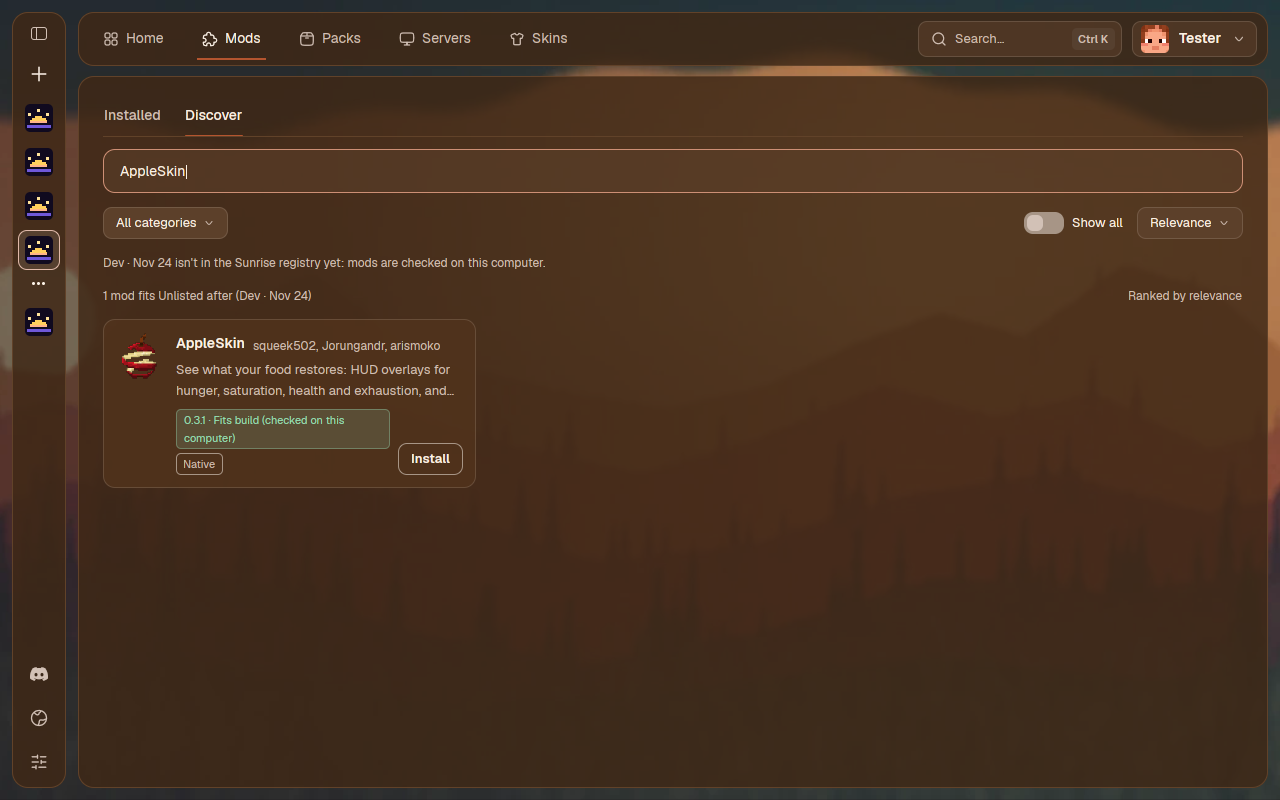 Home
Mods
Packs
Servers
Skins
Search...
Ctrl K
Tester
Installed
Discover
AppleSkin
All categories
Show all
Relevance
Dev · Nov 24 isn't in the Sunrise registry yet: mods are checked on this computer.
1 mod fits Unlisted after (Dev · Nov 24)
Ranked by relevance
AppleSkin squeek502, Jorungandr, arismoko
See what your food restores: HUD overlays for
hunger, saturation, health and exhaustion, and...
0.3.1 · Fits build (checked on this
computer)
Native
Install